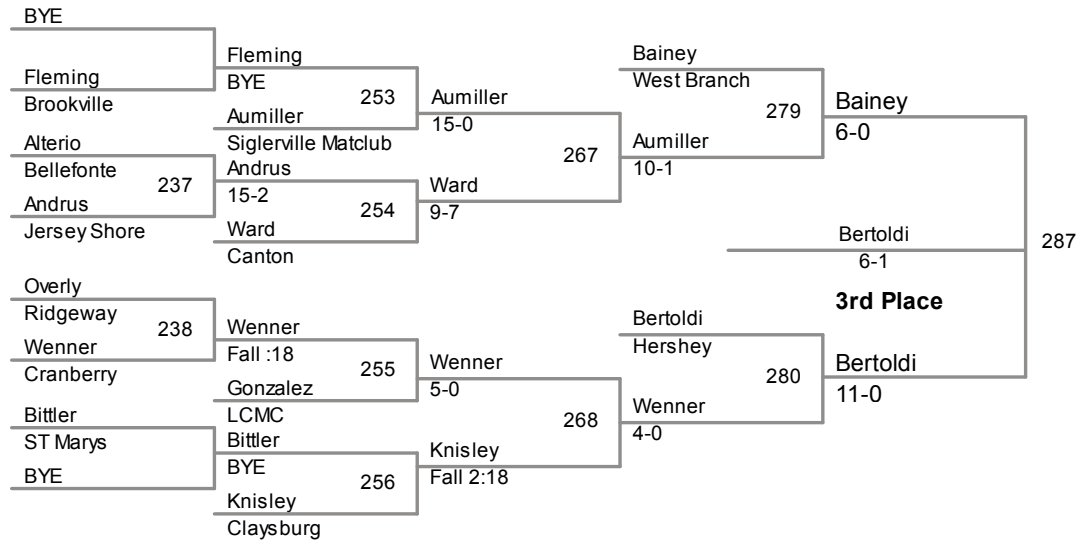 BYE
Fleming
Brookville
Alterio
Bellefonte
237
Andrus
Jersey Shore
Overly
Ridgeway
238
Wenner
Cranberry
Bittler
ST Marys
BYE
Fleming
BYE
253
Aumiller
Siglerville Matclub
Andrus
15-2
254
Ward
Canton
Wenner
Fall :18
255
Gonzalez
LCMC
Bittler
BYE
256
Knisley
Claysburg
Aumiller
15-0
267
Ward
9-7
Wenner
5-0
268
Knisley
Fall 2:18
Bainey
West Branch
279
Aumiller
10-1
Bertoldi
Hershey
280
Wenner
4-0
Bainey
6-0
Bertoldi
6-1
287
3rd Place
Bertoldi
11-0